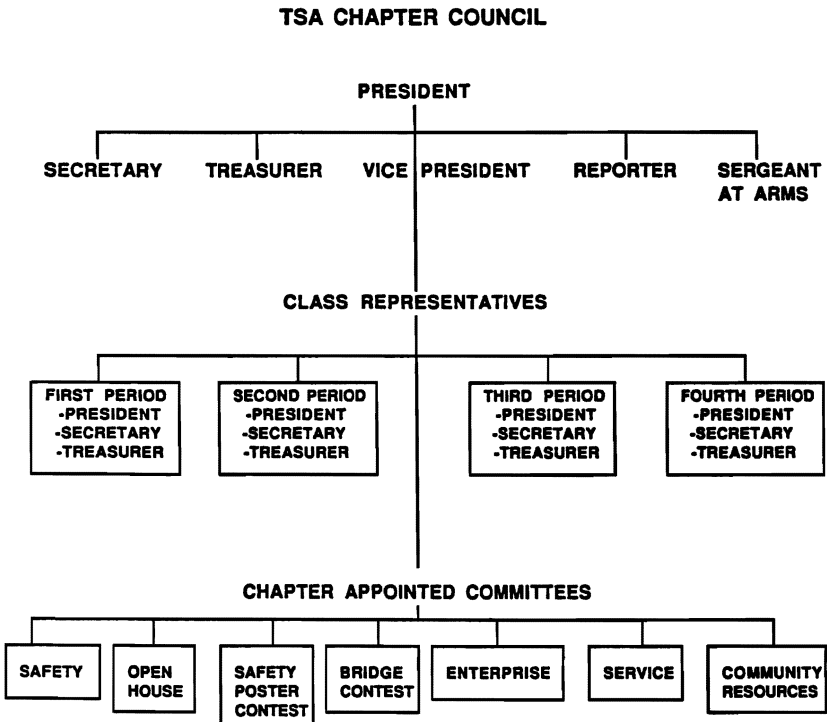 TSA CHAPTER COUNCIL
PRESIDENT
SECRETARY TREASURER VICE PRESIDENT REPORTER SERGEANT
AT ARMS
CLASS REPRESENTATIVES
FIRST PERIOD
-PRESIDENT
-SECRETARY
-TREASURER
SECOND PERIOD
-PRESIDENT
-SECRETARY
-TREASURER
THIRD PERIOD
-PRESIDENT
-SECRETARY
-TREASURER
FOURTH PERIOD
-PRESIDENT
-SECRETARY
-TREASURER
CHAPTER APPOINTED COMMITTEES
SAFETY
OPEN
HOUSE
SAFETY
POSTER
CONTEST
BRIDGE
CONTEST
ENTERPRISE
SERVICE
COMMUNITY
RESOURCES